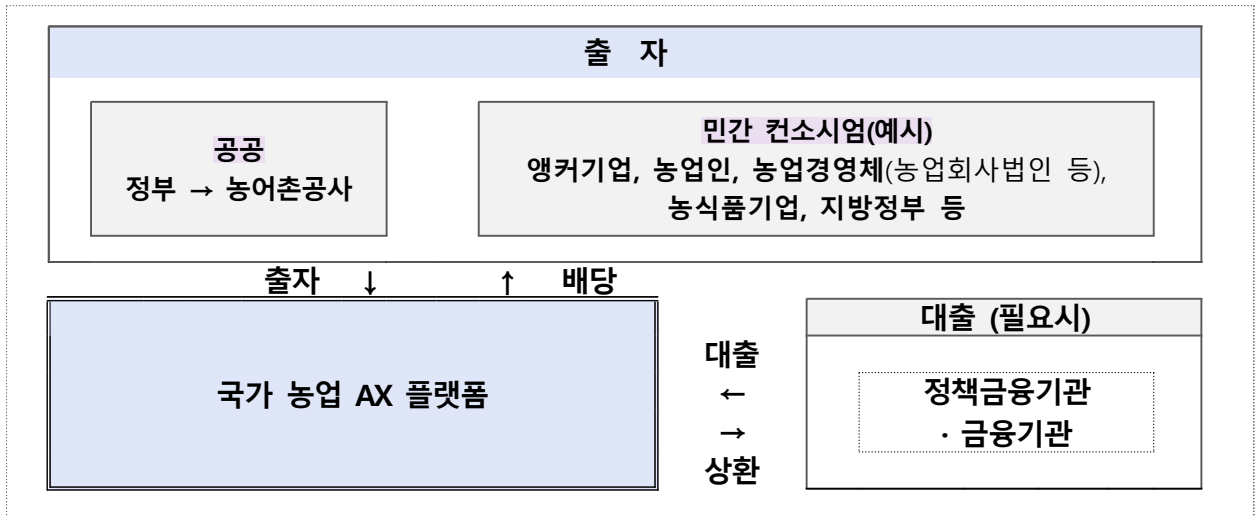 출 자
공공
정부 → 농어촌공사
민간 컨소시엄(예시)
앵커기업, 농업인, 농업경영체(농업회사법인 등),
농식품기업, 지방정부 등
출자 ↓ ↑ 배당
국가 농업 AX 플랫폼
대출
←
→
상환
대출 (필요시)
정책금융기관
· 금융기관